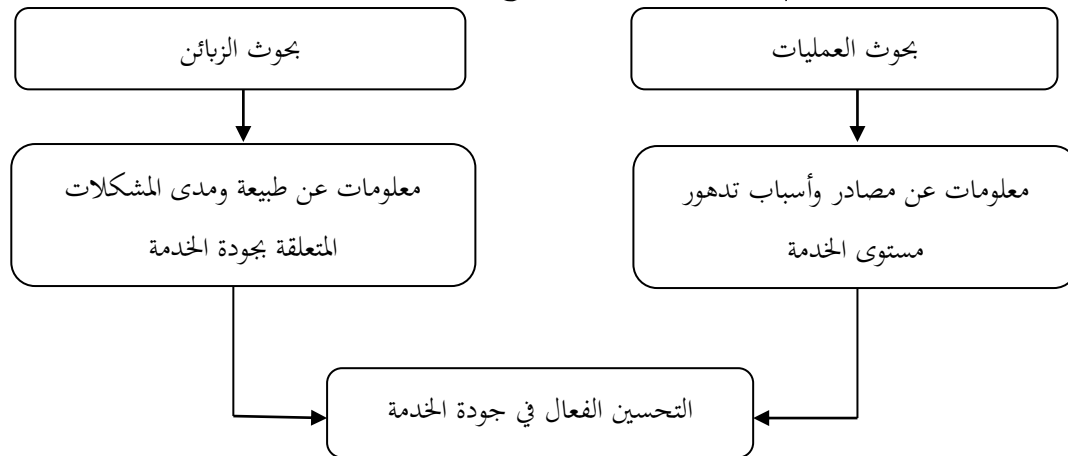 بحوث العمليات
بحوث الزبائن
معلومات عن مصادر وأسباب تدهور
مستوى الخدمة
معلومات عن طبيعة ومدى المشكلات
المتعلقة بجودة الخدمة
التحسين الفعال في جودة الخدمة